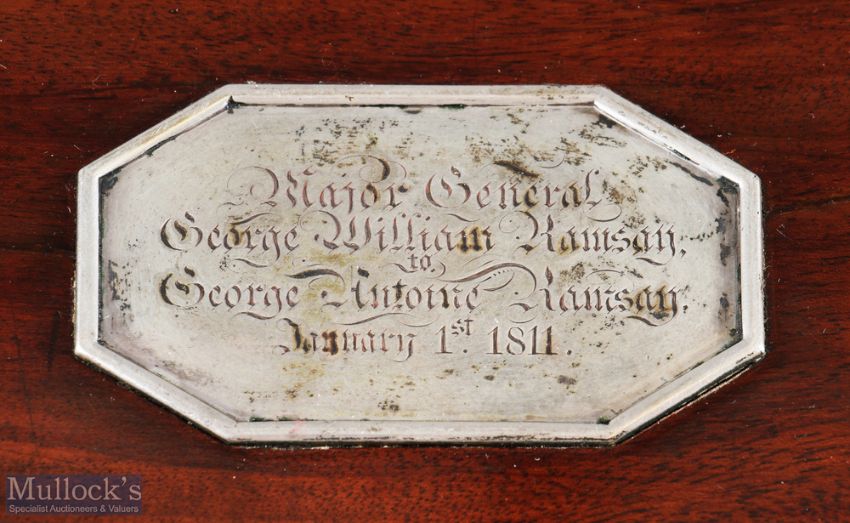 Major General
George William Ramsay,
to
George Antoine Ramsay,
January 1st. 1811.
Mullock's
Specialist Auctioneers & Valuers